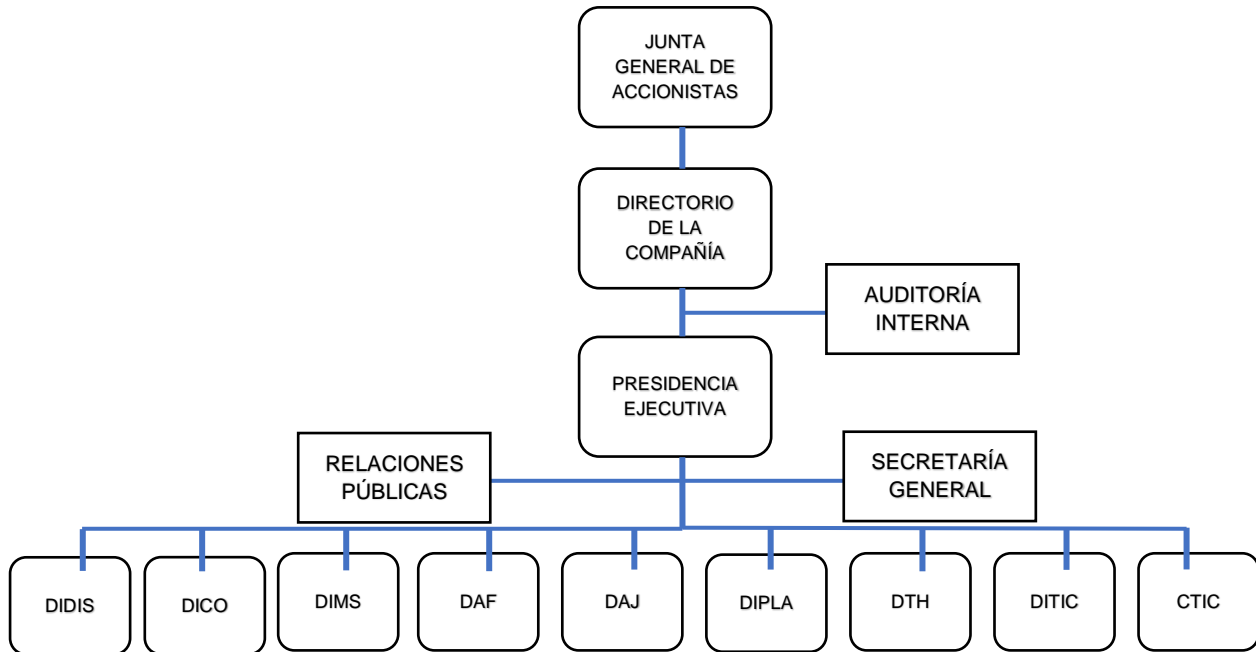 JUNTA
GENERAL DE
ACCIONISTAS
DIRECTORIO
DE LA
COMPAÑÍA
AUDITORÍA
INTERNA
PRESIDENCIA
EJECUTIVA
RELACIONES
PÚBLICAS
SECRETARÍA
GENERAL
DIDIS
DICO
DIMS
DAF
DAJ
DIPLA
DTH
DITIC
CTIC